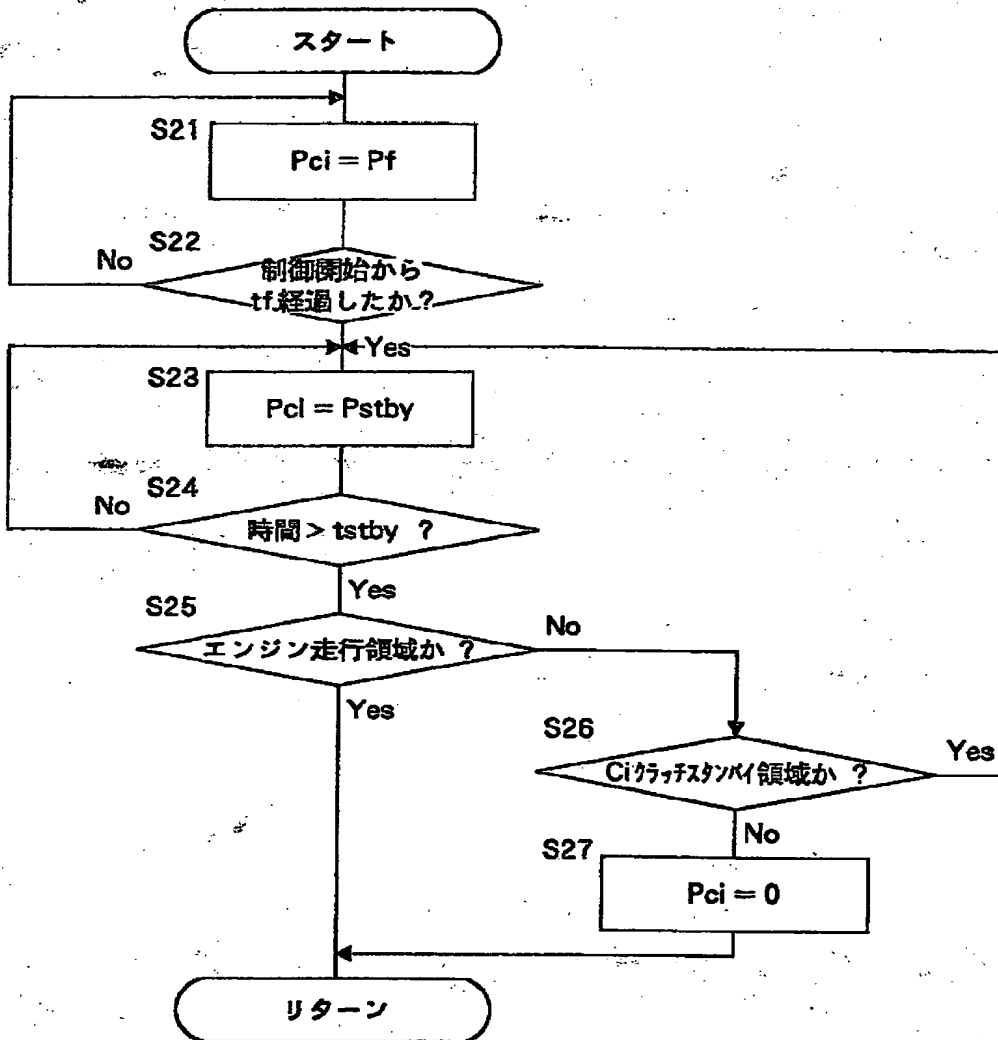 スタート
S21
Pci = Pf
S22
No
制御開始から
tf経過したか?
Yes
S23
Pci = Pstby
S24
No
時間 > tstby ?
Yes
S25
エンジン走行領域か ?
No
Yes
S26
Ciクラッチスタンバイ領域か ?
Yes
No
S27
Pci = 0
リターン